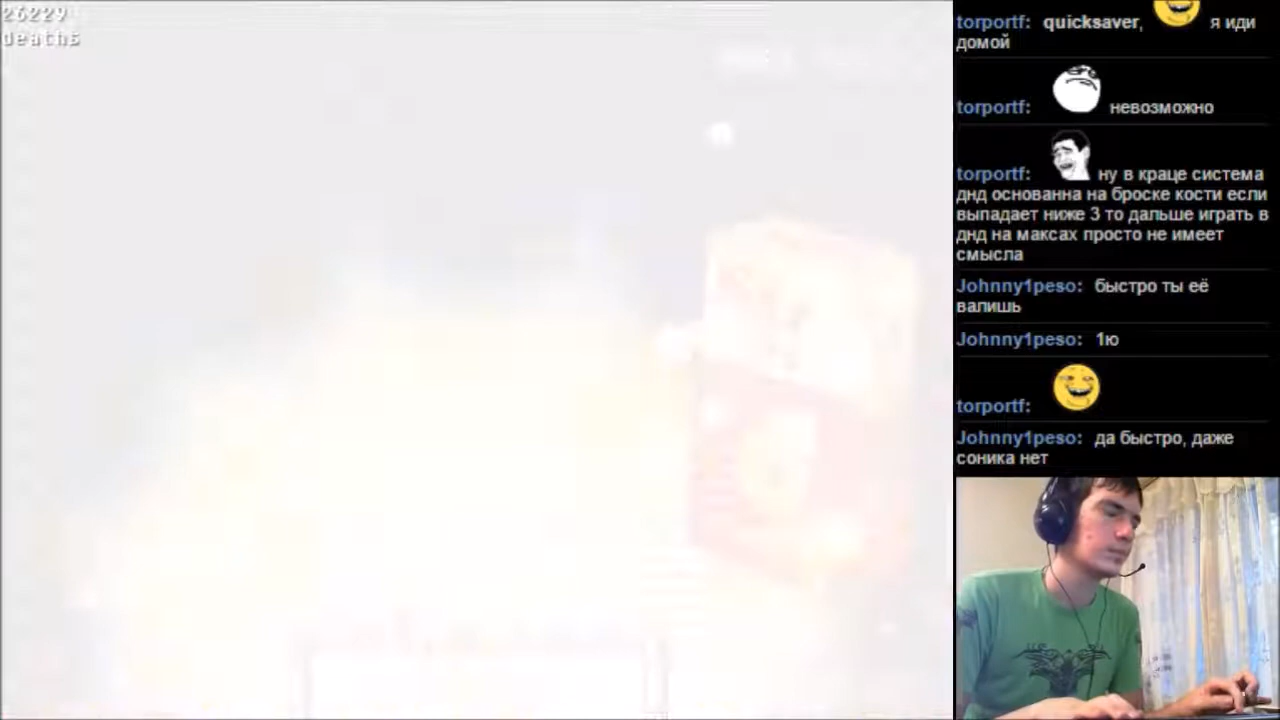 26229
deaths
torportf: quicksaver, я иди
домой
torportf: невозможно
torportf: ну в краце система
днд основанна на броске кости если
выпадает ниже 3 то дальше играть в
днд на максах просто не имеет
смысла
Johnny1peso: быстро ты её
валишь
Johnny1peso: 1ю
torportf:
Johnny1peso: да быстро, даже
соника нет